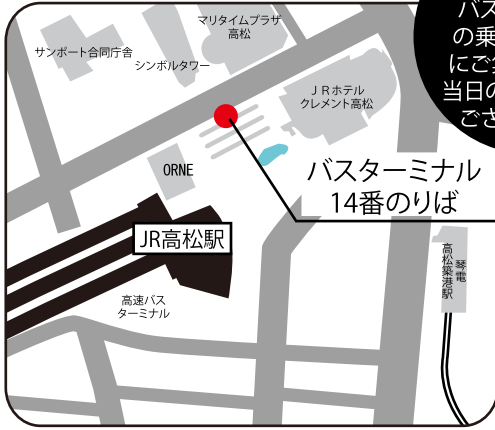 マリタイムプラザ
高松
サンポート合同庁舎
シンボルタワー
バス
の乗
にご
当日の
ござ
JRホテル
クレメント高松
ORNE
バスターミナル
14番のりば
JR高松駅
琴電
高松築港駅
高速バス
ターミナル